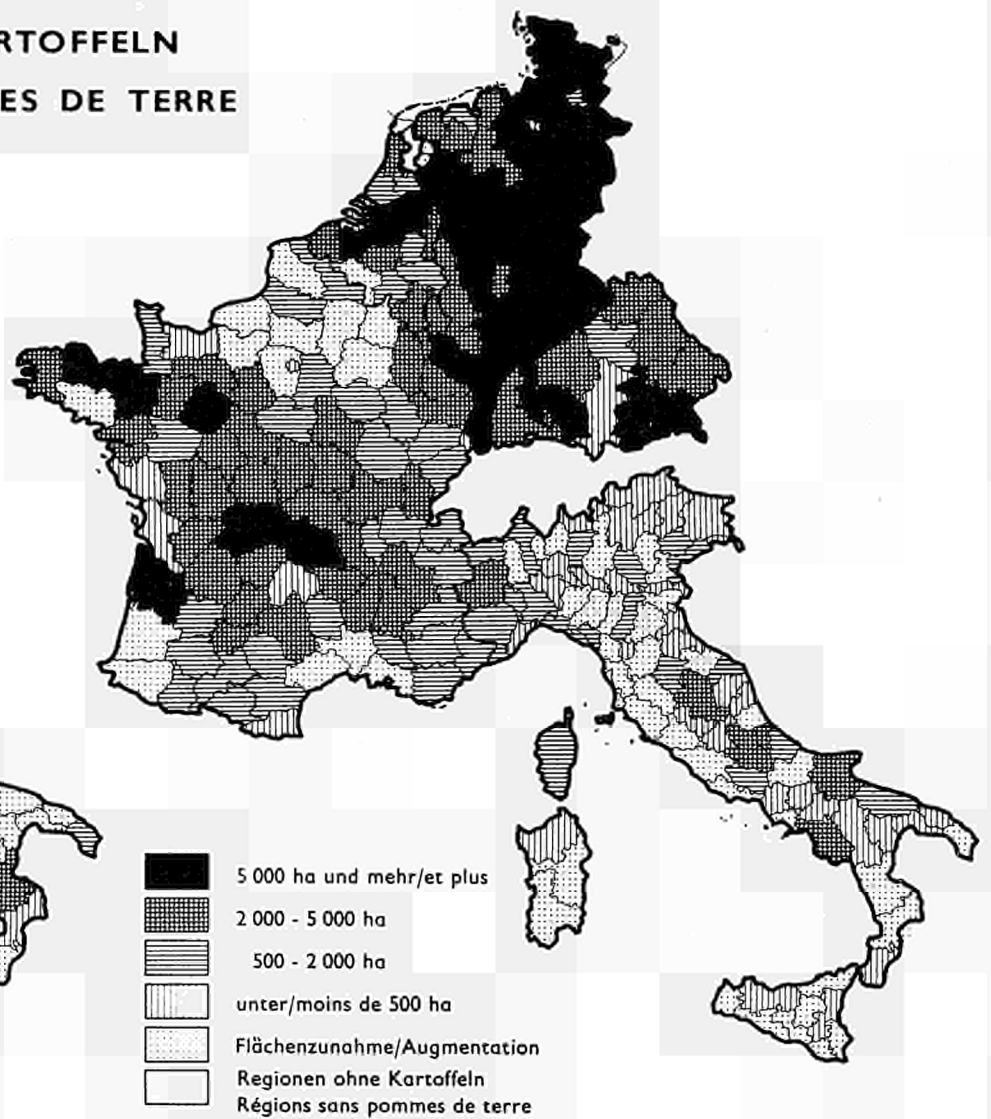 RTOFFELN
ES DE TERRE
5 000 ha und mehr/et plus
2 000 - 5 000 ha
500 - 2 000 ha
unter/moins de 500 ha
Flächenzunahme/Augmentation
Regionen ohne Kartoffeln
Régions sans pommes de terre